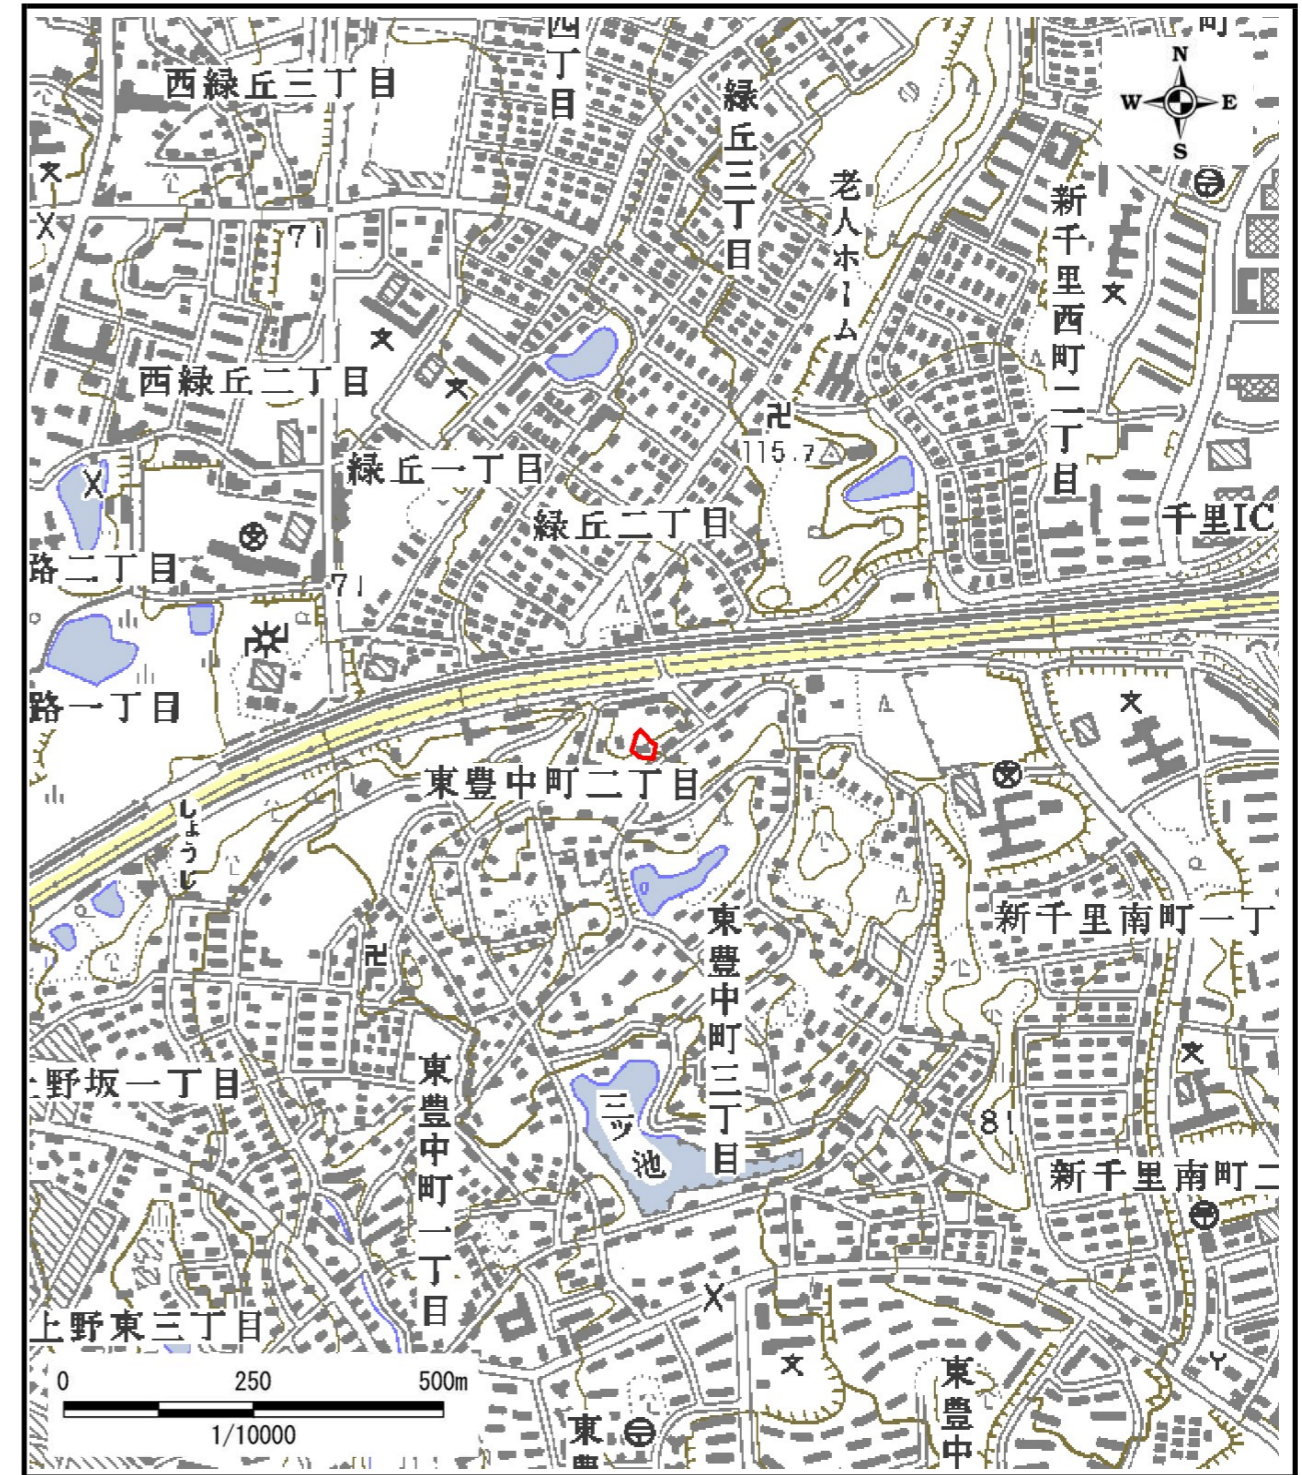 町
四丁目
西緑丘三丁目
緑丘三丁目
N
W
E
S
老人ホーム
新千里西町二丁目
71
西緑丘二丁目
115.7
緑丘一丁目
緑丘二丁目
千里IC
路二丁目
71
路一丁目
東豊中町二丁目
しょうじ
新千里南町一丁
東豊中町三丁目
野坂一丁目
東豊中町一丁目
三ッ池
81
新千里南町二
上野東三丁目
東豊中
東豊
0
250
500m
1/10000